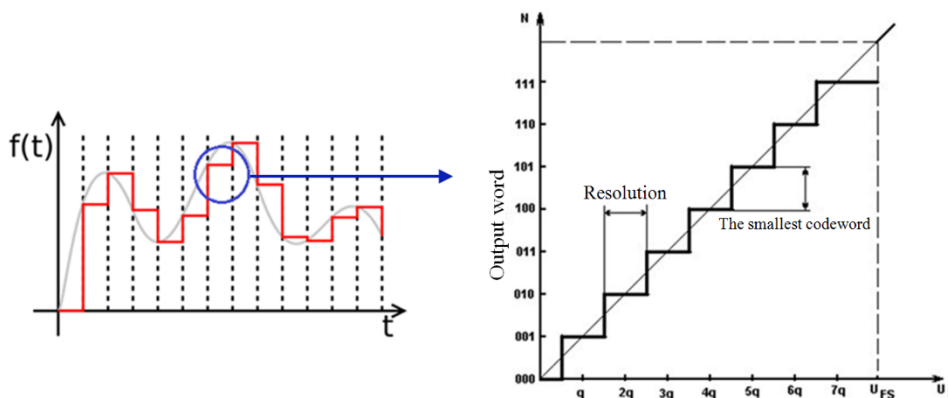 f(t)
t
N
Output word
111
110
101
100
011
010
001
000
Resolution
The smallest codeword
q
2q
3q
4q
5q
6q
7q
U_FS
U